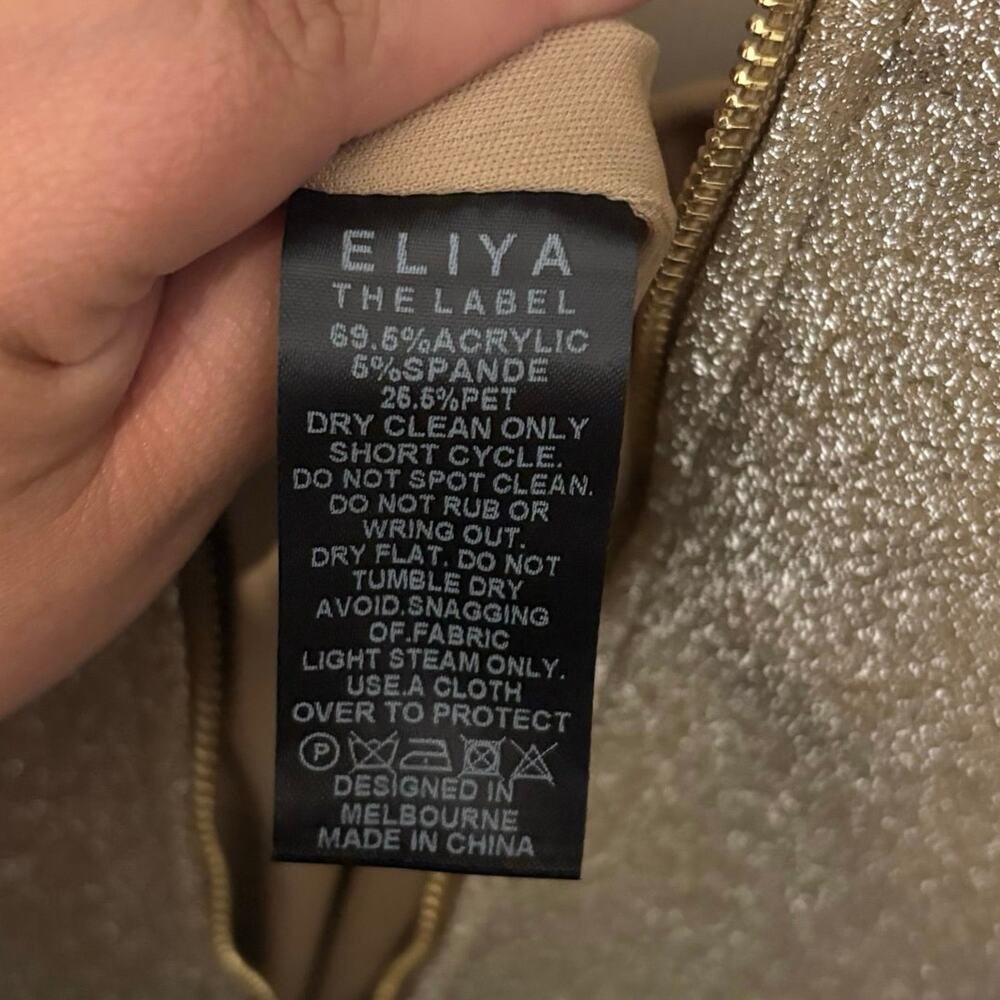 ELIYA
THE LABEL
69.5%ACRYLIC
5%SPANDE
26.5%PET
DRY CLEAN ONLY
SHORT CYCLE.
DO NOT SPOT CLEAN.
DO NOT RUB OR
WRING OUT.
DRY FLAT. DO NOT
TUMBLE DRY
AVOID.SNAGGING
OF.FABRIC
LIGHT STEAM ONLY.
USE.A CLOTH
OVER TO PROTECT
P
DESIGNED IN
MELBOURNE
MADE IN CHINA